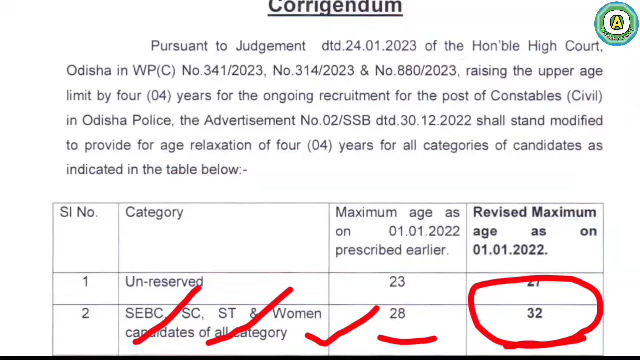 Corrigendum
Pursuant to Judgement dtd.24.01.2023 of the Hon'ble High Court,
Odisha in WP(C) No.341/2023, No.314/2023 & No.880/2023, raising the upper age
limit by four (04) years for the ongoing recruitment for the post of Constables (Civil)
in Odisha Police, the Advertisement No.02/SSB dtd.30.12.2022 shall stand modified
to provide for age relaxation of four (04) years for all categories of candidates as
indicated in the table below:-
Sl No. Category Maximum age as Revised Maximum
on 01.01.2022 age as on
prescribed earlier. 01.01.2022.
1 Un-reserved 23 27
2 SEBC, SC, ST & Women 28 32
candidates of all category